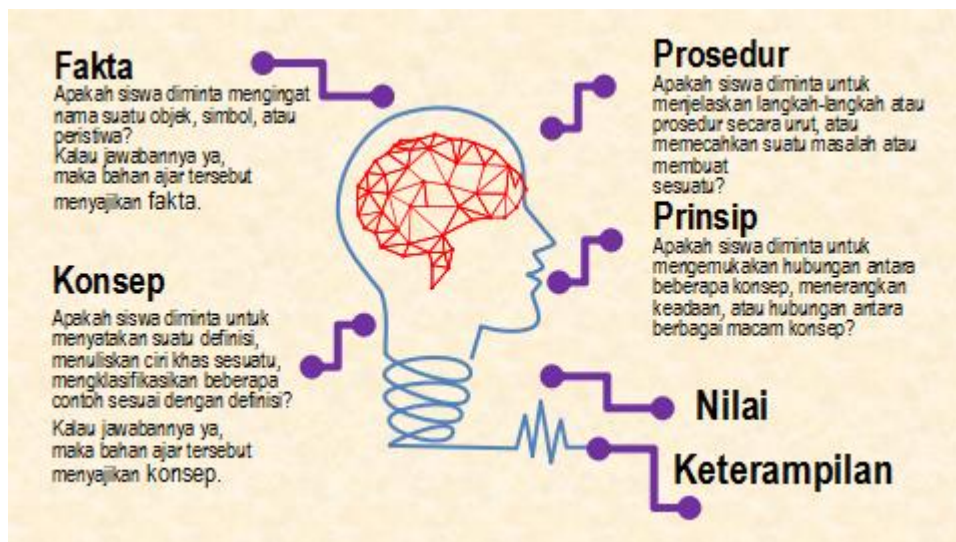 Fakta
Apakah siswa diminta mengingat
nama suatu objek, simbol, atau
peristiwa?
Kalau jawabannya ya,
maka bahan ajar tersebut
menyajikan fakta.
Konsep
Apakah siswa diminta untuk
menyatakan suatu definisi,
menuliskan ciri khas sesuatu,
mengklasifikasikan beberapa
contoh sesuai dengan definisi?
Kalau jawabannya ya,
maka bahan ajar tersebut
menyajikan konsep.
Prosedur
Apakah siswa diminta untuk
menjelaskan langkah-langkah atau
prosedur secara urut, atau
memecahkan suatu masalah atau
membuat
sesuatu?
Prinsip
Apakah siswa diminta untuk
mengemukakan hubungan antara
beberapa konsep, menerangkan
keadaan, atau hubungan antara
berbagai macam konsep?
Nilai
Keterampilan